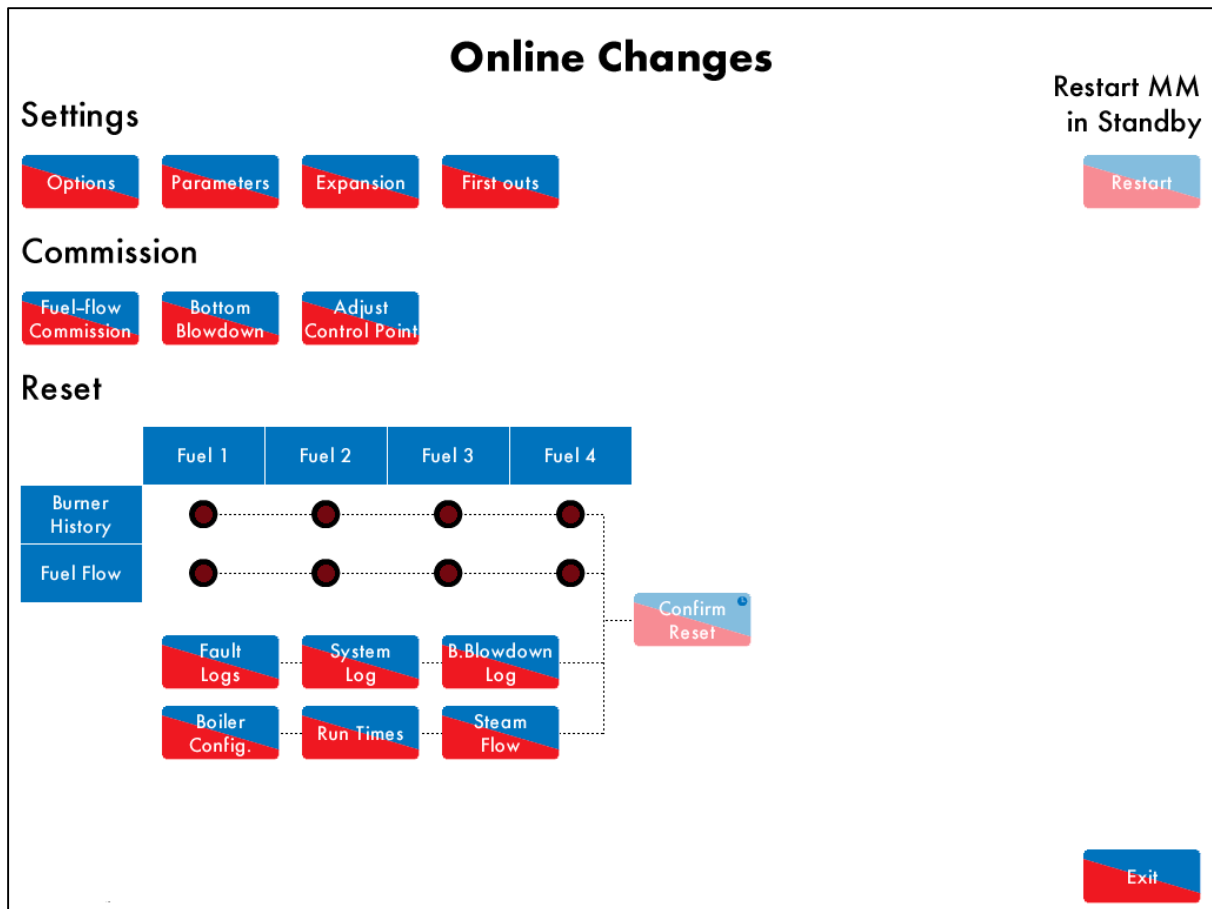 Online Changes
Restart MM
in Standby
Settings
Options
Parameters
Expansion
First outs
Restart
Commission
Fuel-flow
Commission
Bottom
Blowdown
Adjust
Control Point
Reset
Fuel 1
Fuel 2
Fuel 3
Fuel 4
Burner
History
Fuel Flow
Confirm
Reset
Fault
Logs
System
Log
B.Blowdown
Log
Boiler
Config.
Run Times
Steam
Flow
Exit